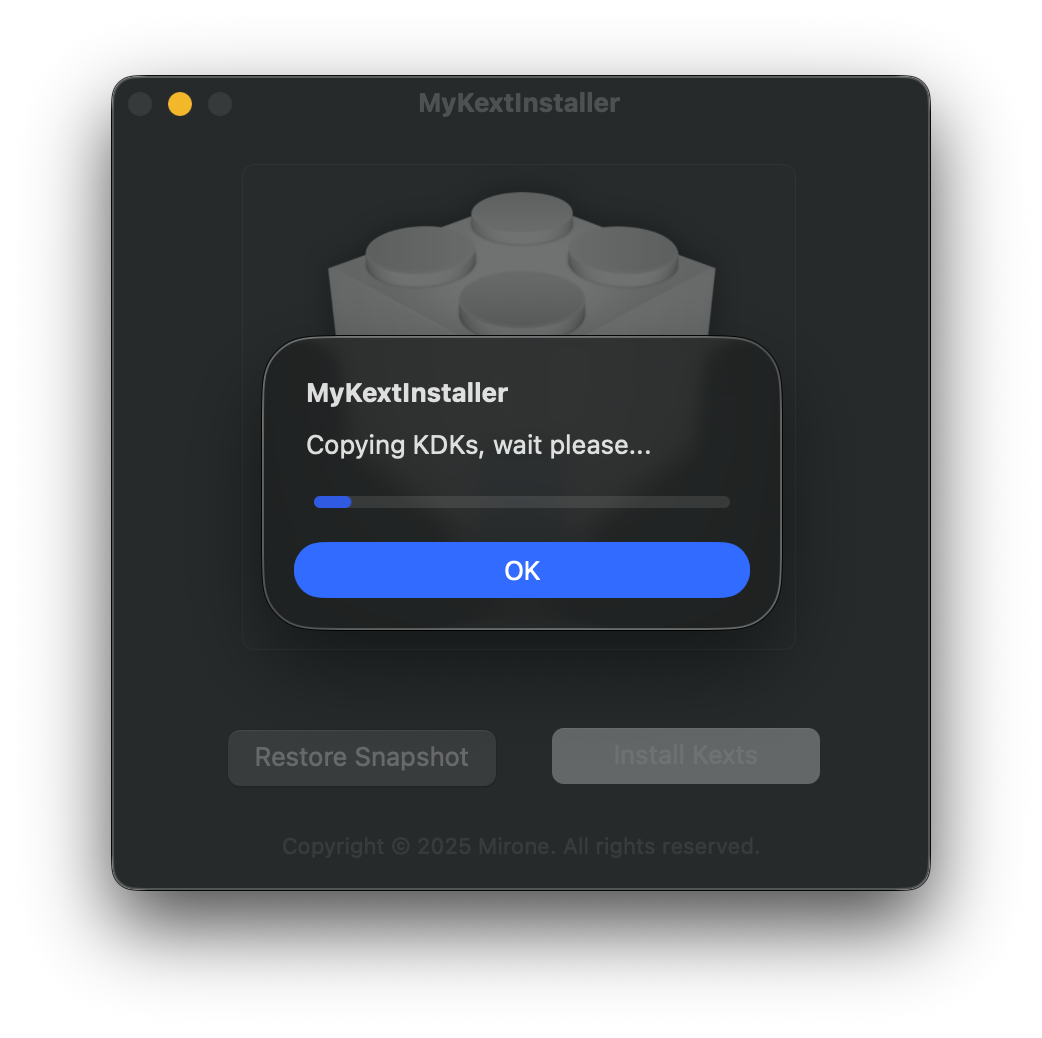 MyKextInstaller
MyKextInstaller
Copying KDKs, wait please...
OK
Restore Snapshot
Install Kexts
Copyright © 2025 Mirone. All rights reserved.